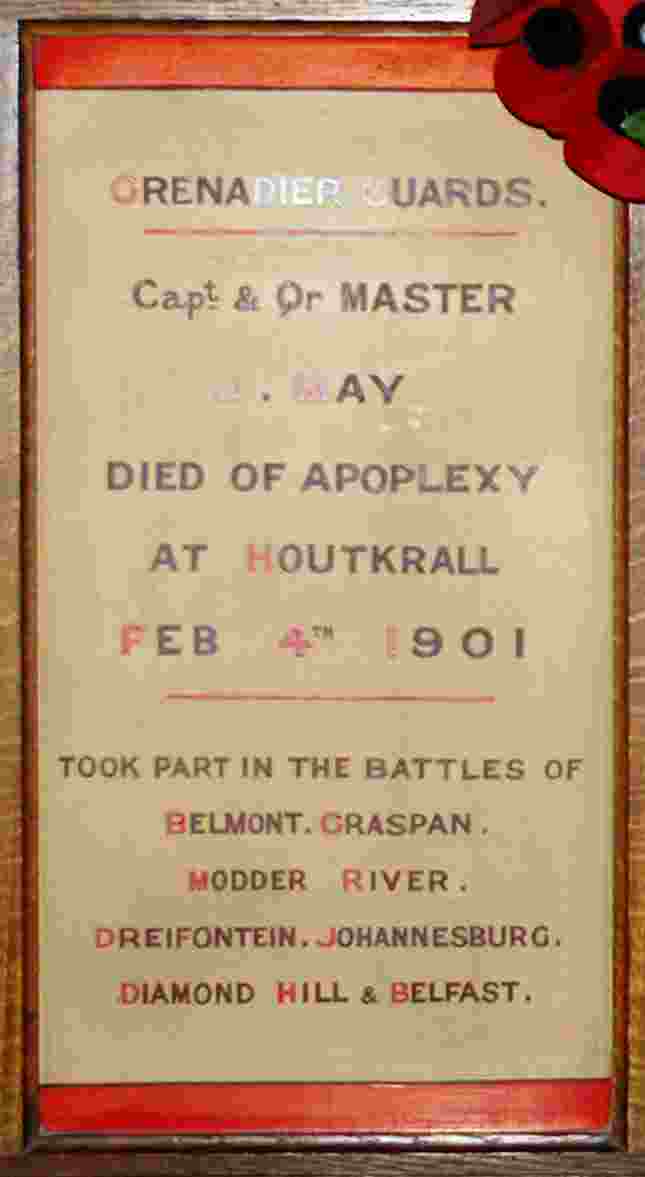 GRENADIER GUARDS.
Capt & Qr MASTER
. MAY
DIED OF APOPLEXY
AT HOUTKRALL
FEB 4TH 1901
TOOK PART IN THE BATTLES OF
BELMONT. GRASPAN.
MODDER RIVER.
DREIFONTEIN. JOHANNESBURG.
DIAMOND HILL & BELFAST.